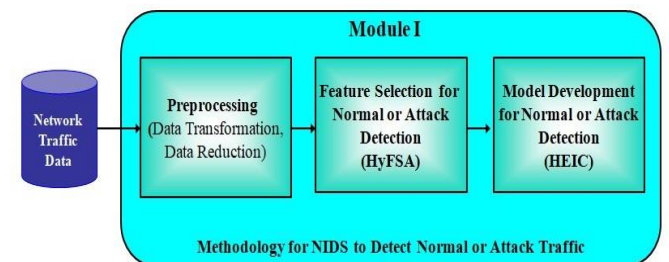 Module I
Network
Traffic
Data
Preprocessing
(Data Transformation,
Data Reduction)
Feature Selection for
Normal or Attack
Detection
(HyFSA)
Model Development
for Normal or Attack
Detection
(HEIC)
Methodology for NIDS to Detect Normal or Attack Traffic